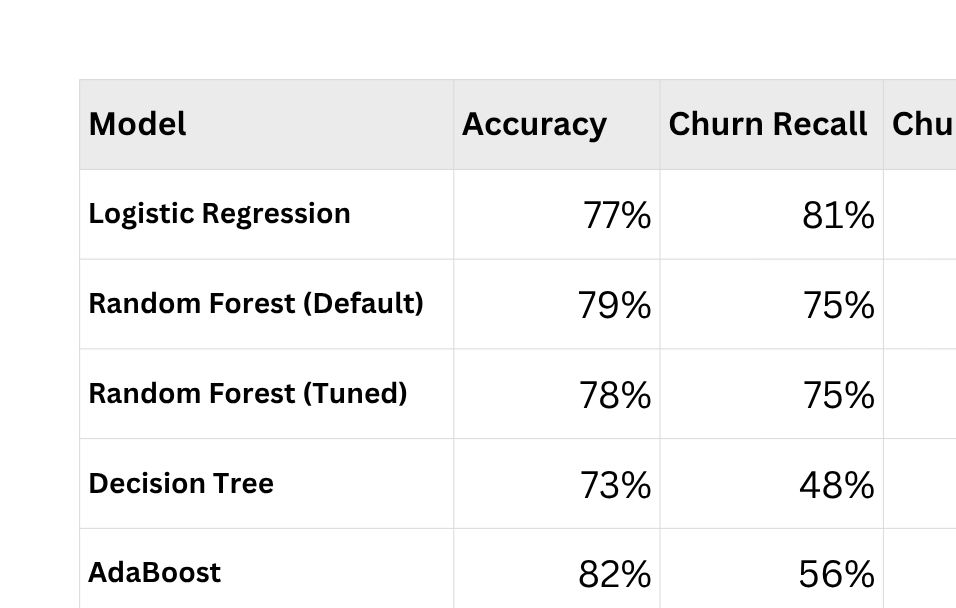 Model Accuracy Churn Recall Chu
Logistic Regression 77% 81%
Random Forest (Default) 79% 75%
Random Forest (Tuned) 78% 75%
Decision Tree 73% 48%
AdaBoost 82% 56%